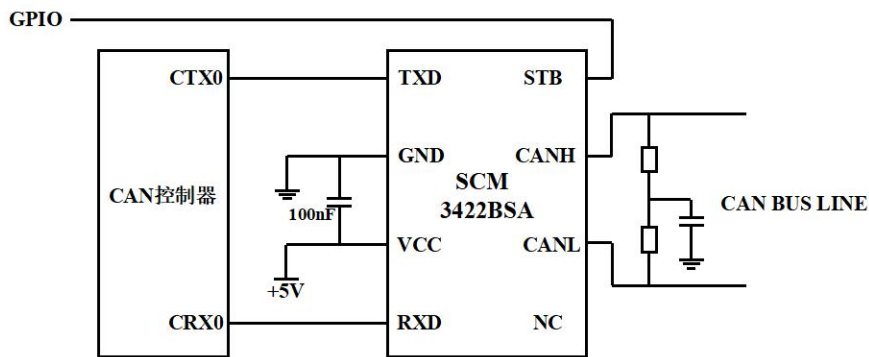 GPIO
CTX0
TXD
STB
GND
CANH
CAN控制器
SCM
3422BSA
100nF
CAN BUS LINE
VCC
CANL
+5V
CRX0
RXD
NC